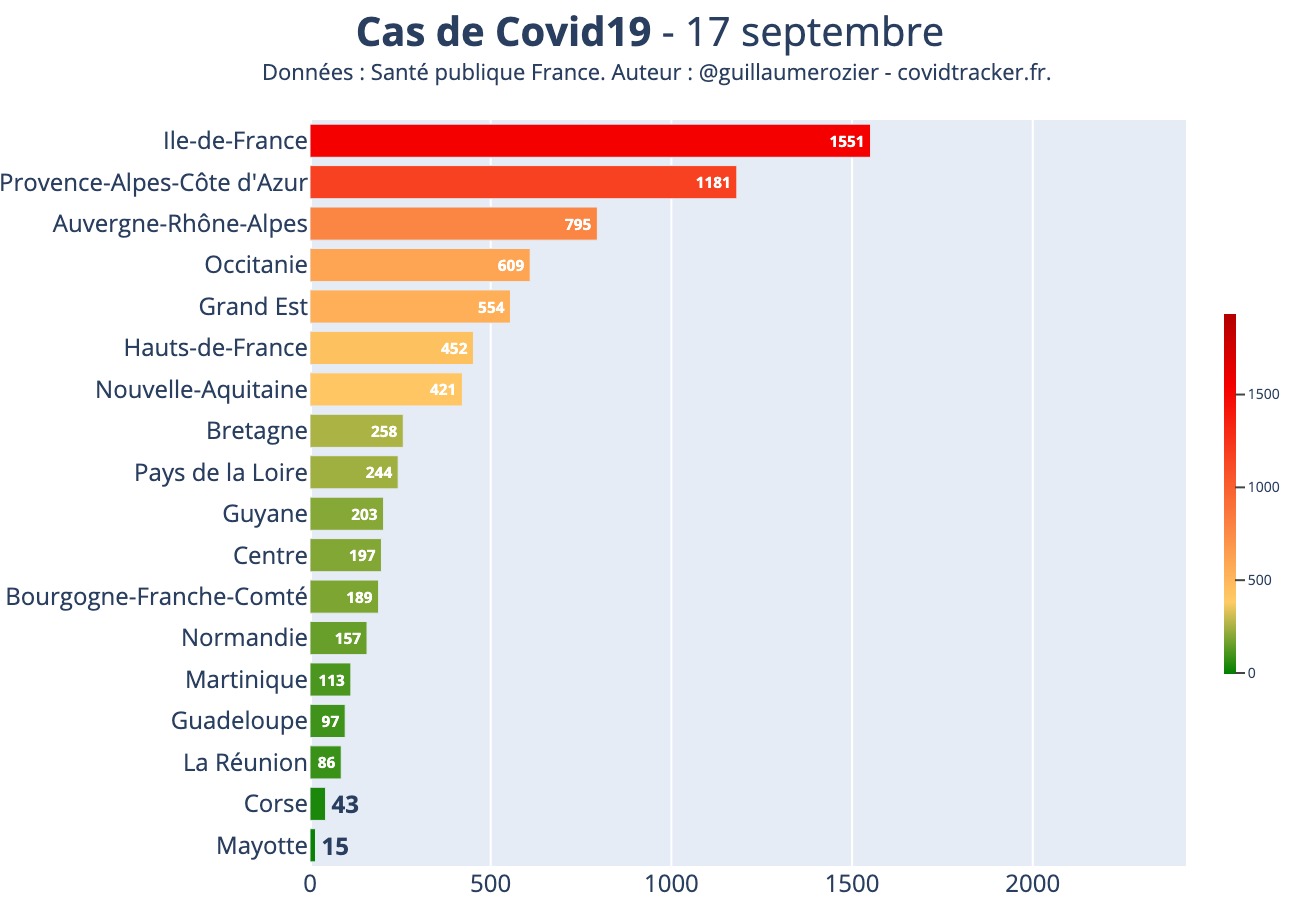 Cas de Covid19 - 17 septembre
Données : Santé publique France. Auteur : @guillaumerozier - covidtracker.fr.
Ile-de-France 1551
Provence-Alpes-Côte d'Azur 1181
Auvergne-Rhône-Alpes 795
Occitanie 609
Grand Est 554
Hauts-de-France 452
Nouvelle-Aquitaine 421
Bretagne 258
Pays de la Loire 244
Guyane 203
Centre 197
Bourgogne-Franche-Comté 189
Normandie 157
Martinique 113
Guadeloupe 97
La Réunion 86
Corse 43
Mayotte 15
0 500 1000 1500 2000
1500
1000
500
0